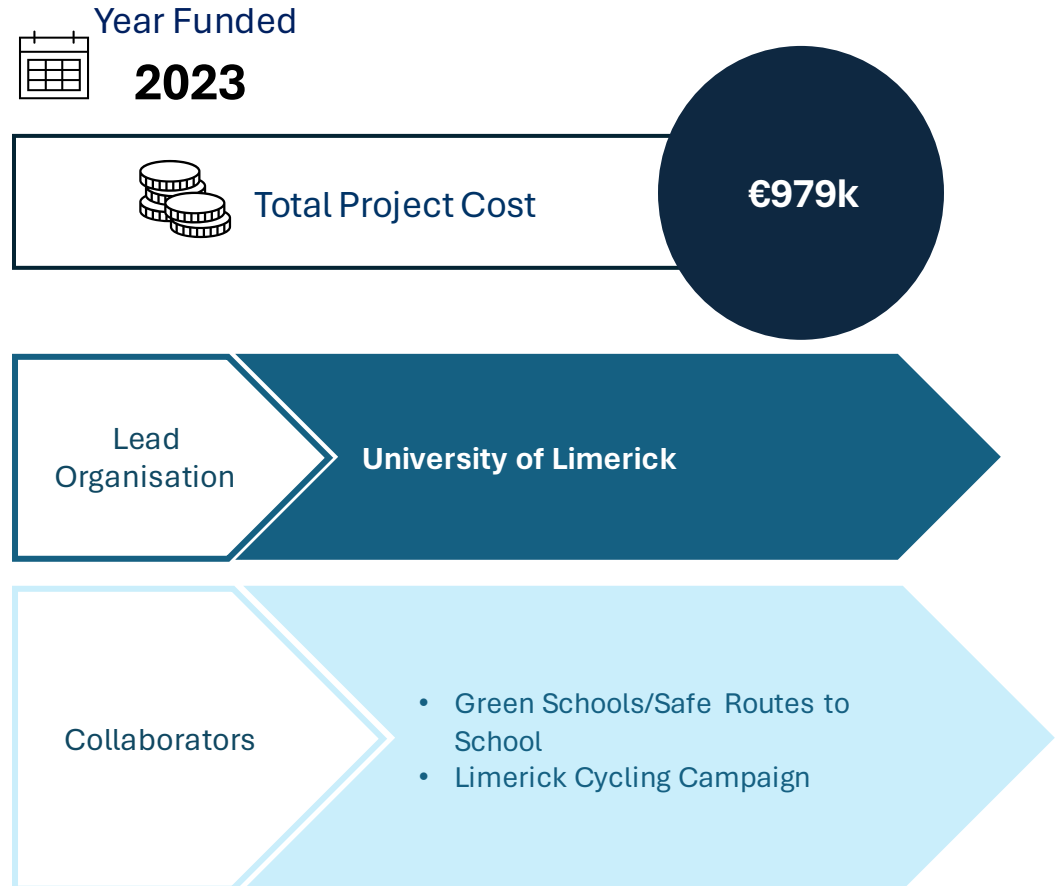 Year Funded
2023
Total Project Cost
€979k
Lead
Organisation
University of Limerick
Collaborators
• Green Schools/Safe Routes to
School
• Limerick Cycling Campaign